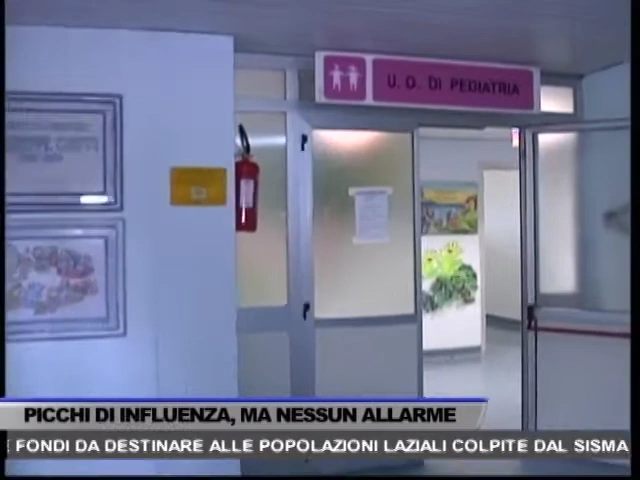 U. O. DI PEDIATRIA
PICCHI DI INFLUENZA, MA NESSUN ALLARME
FONDI DA DESTINARE ALLE POPOLAZIONI LAZIALI COLPITE DAL SISMA